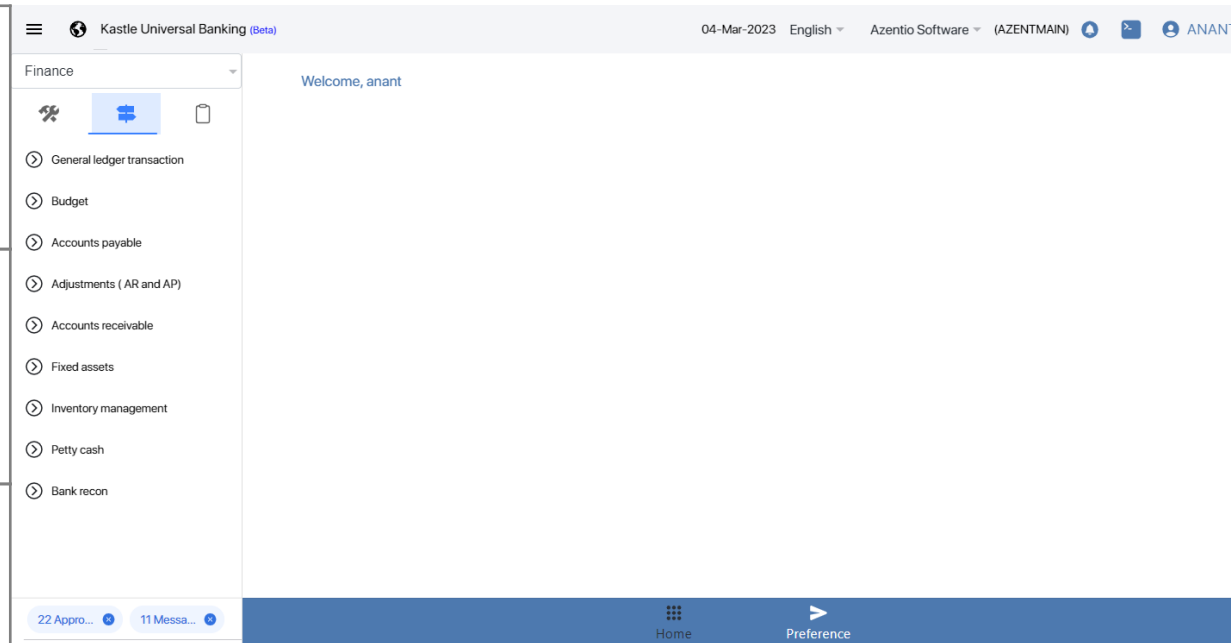 Kastle Universal Banking (Beta)
04-Mar-2023 English Azentio Software (AZENTMAIN) ANANT
Finance
Welcome, anant
General ledger transaction
Budget
Accounts payable
Adjustments ( AR and AP)
Accounts receivable
Fixed assets
Inventory management
Petty cash
Bank recon
22 Appro... 11 Messa...
Home Preference